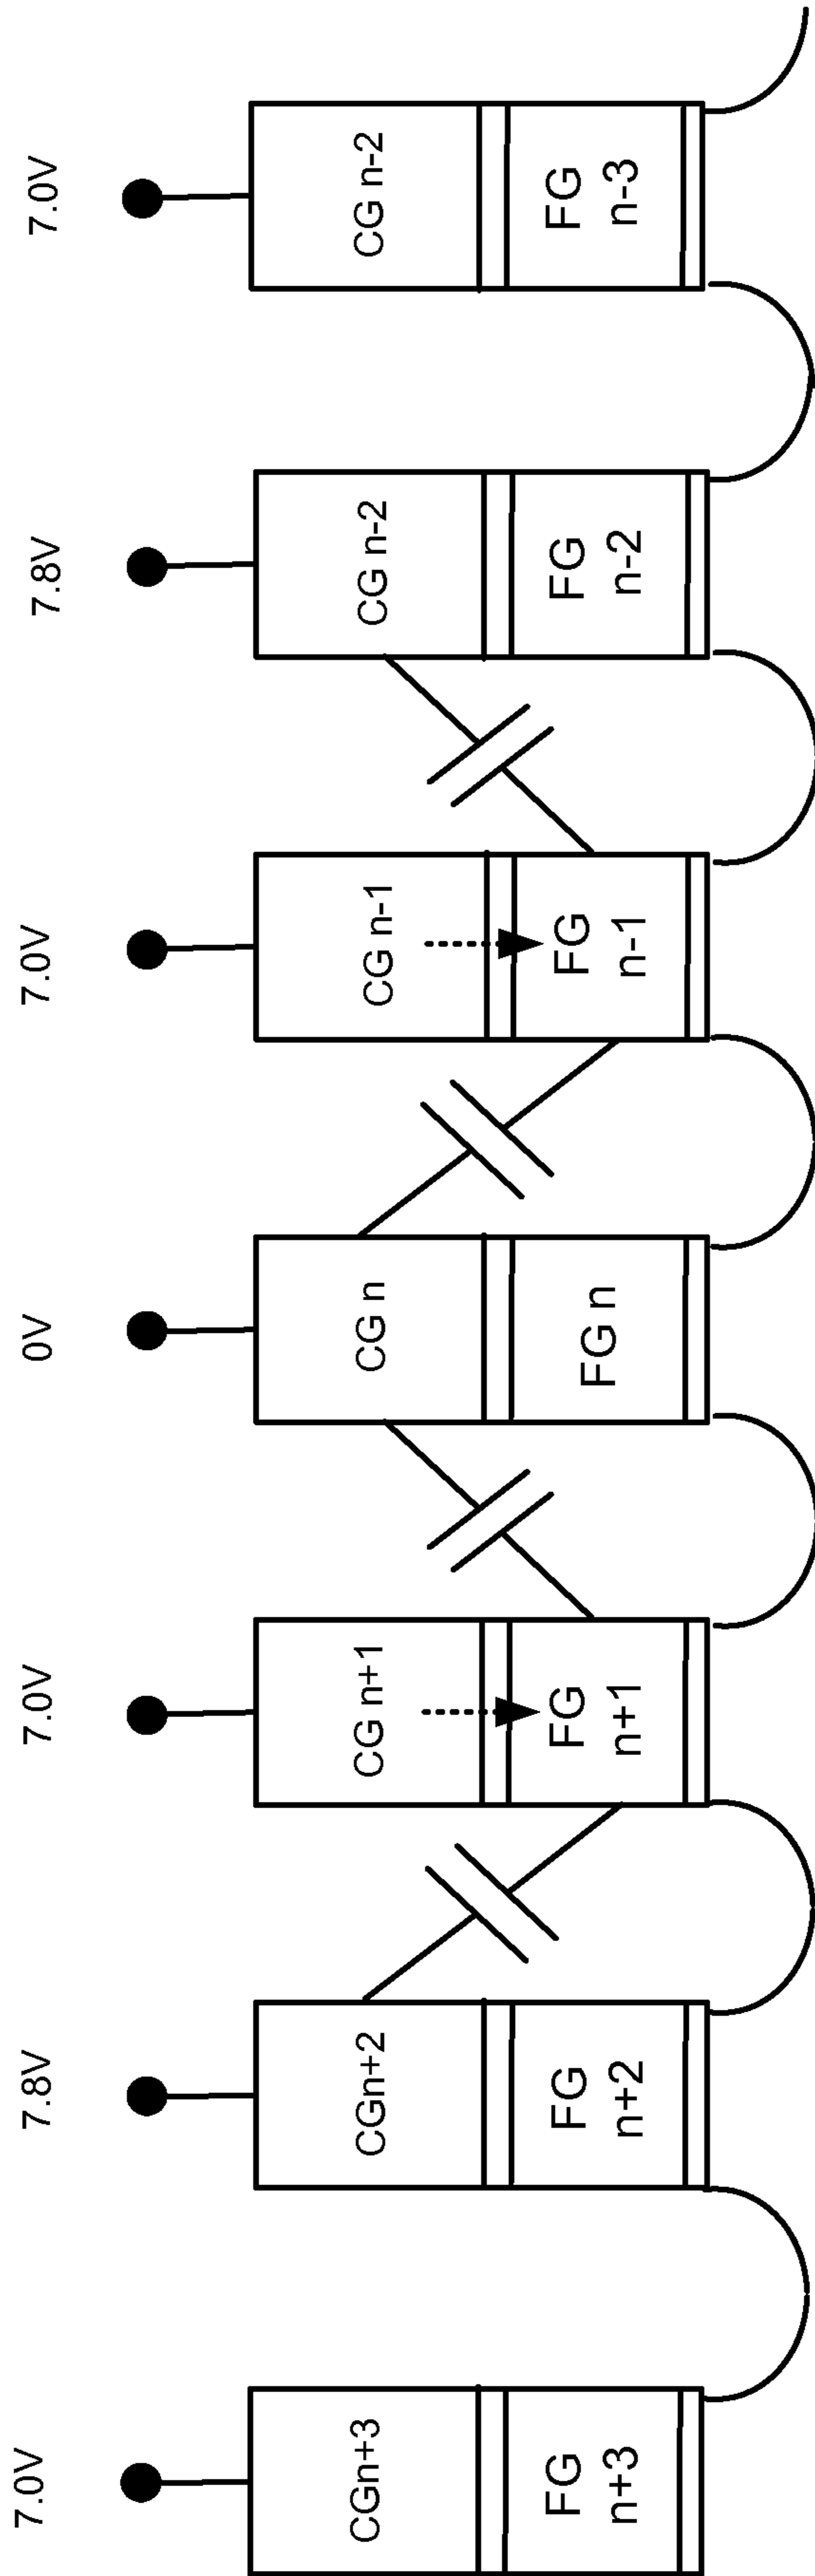 7.0V
7.8V
7.0V
0V
7.0V
7.8V
7.0V
CGn+3
CGn+2
CG n+1
CG n
CG n-1
CG n-2
CG n-2
FG
n+3
FG
n+2
FG
n+1
FG n
FG
n-1
FG
n-2
FG
n-3